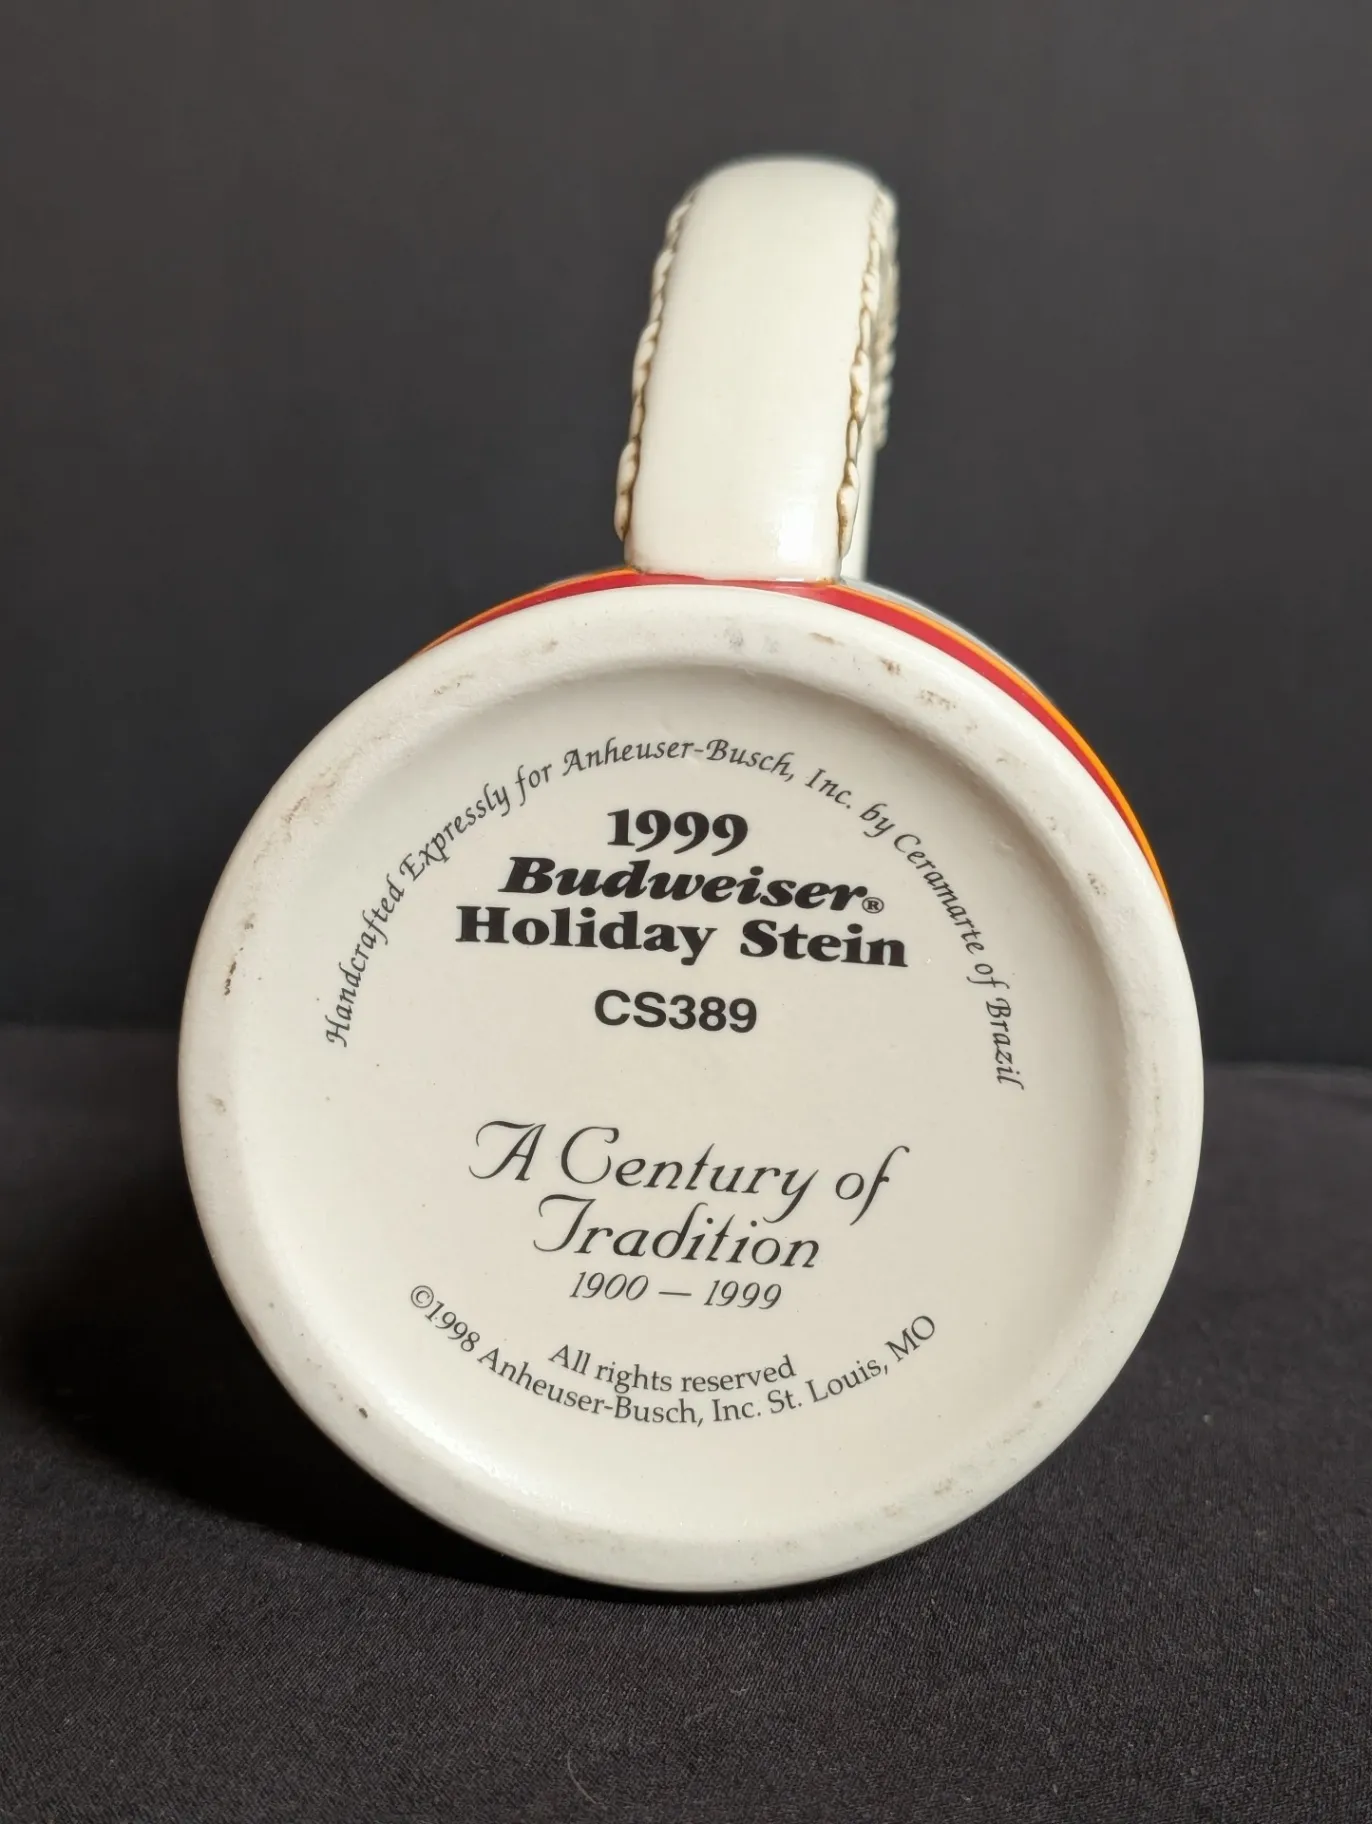 Handcrafted Expressly for Anheuser-Busch, Inc. by Ceramarte of Brazil
1999
Budweiser®
Holiday Stein
CS389
A Century of
Tradition
1900 — 1999
All rights reserved
©1998 Anheuser-Busch, Inc. St. Louis, MO